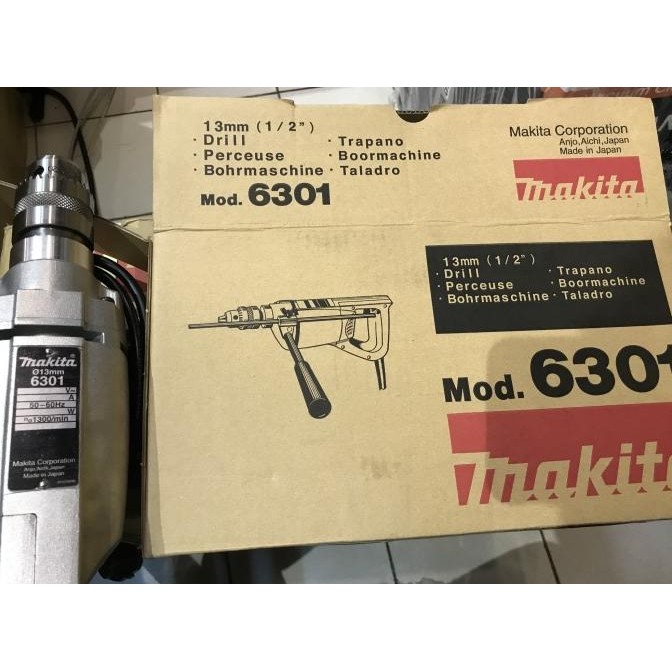 13mm (1/2")
· Drill · Trapano
· Perceuse · Boormachine
· Bohrmaschine · Taladro
Mod. 6301
Makita Corporation
Anjo,Aichi,Japan
Made in Japan
makita
13mm (1/2")
· Drill · Trapano
· Perceuse · Boormachine
· Bohrmaschine · Taladro
Mod. 6301
makita
makita
Ø13mm
6301
V~
A
50-60Hz W
n₀1300/min
Makita Corporation
Anjo,Aichi,Japan
Made in Japan